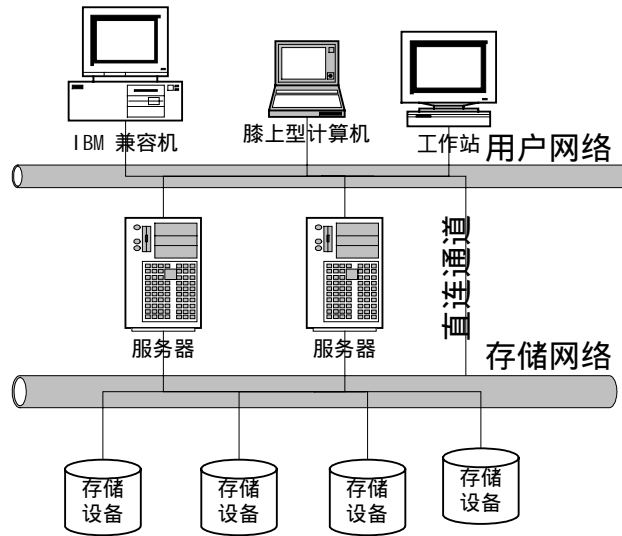 IBM 兼容机
膝上型计算机
工作站
用户网络
直连通道
服务器
服务器
存储网络
存储
设备
存储
设备
存储
设备
存储
设备